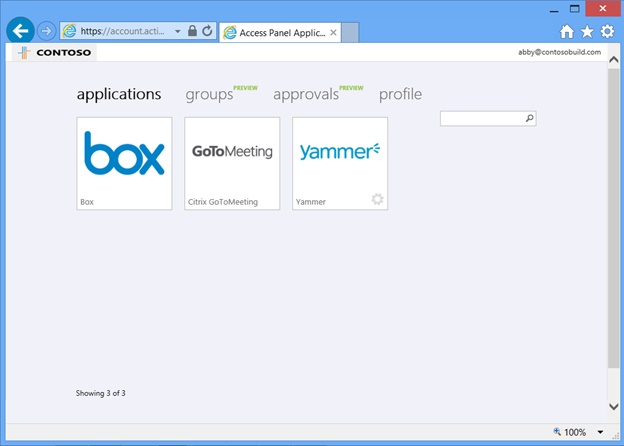 https://account.acti...
Access Panel Applic...
CONTOSO
abby@contosobuild.com
applications groups PREVIEW approvals PREVIEW profile
box GoToMeeting yammer
Box Citrix GoToMeeting Yammer
Showing 3 of 3
100%